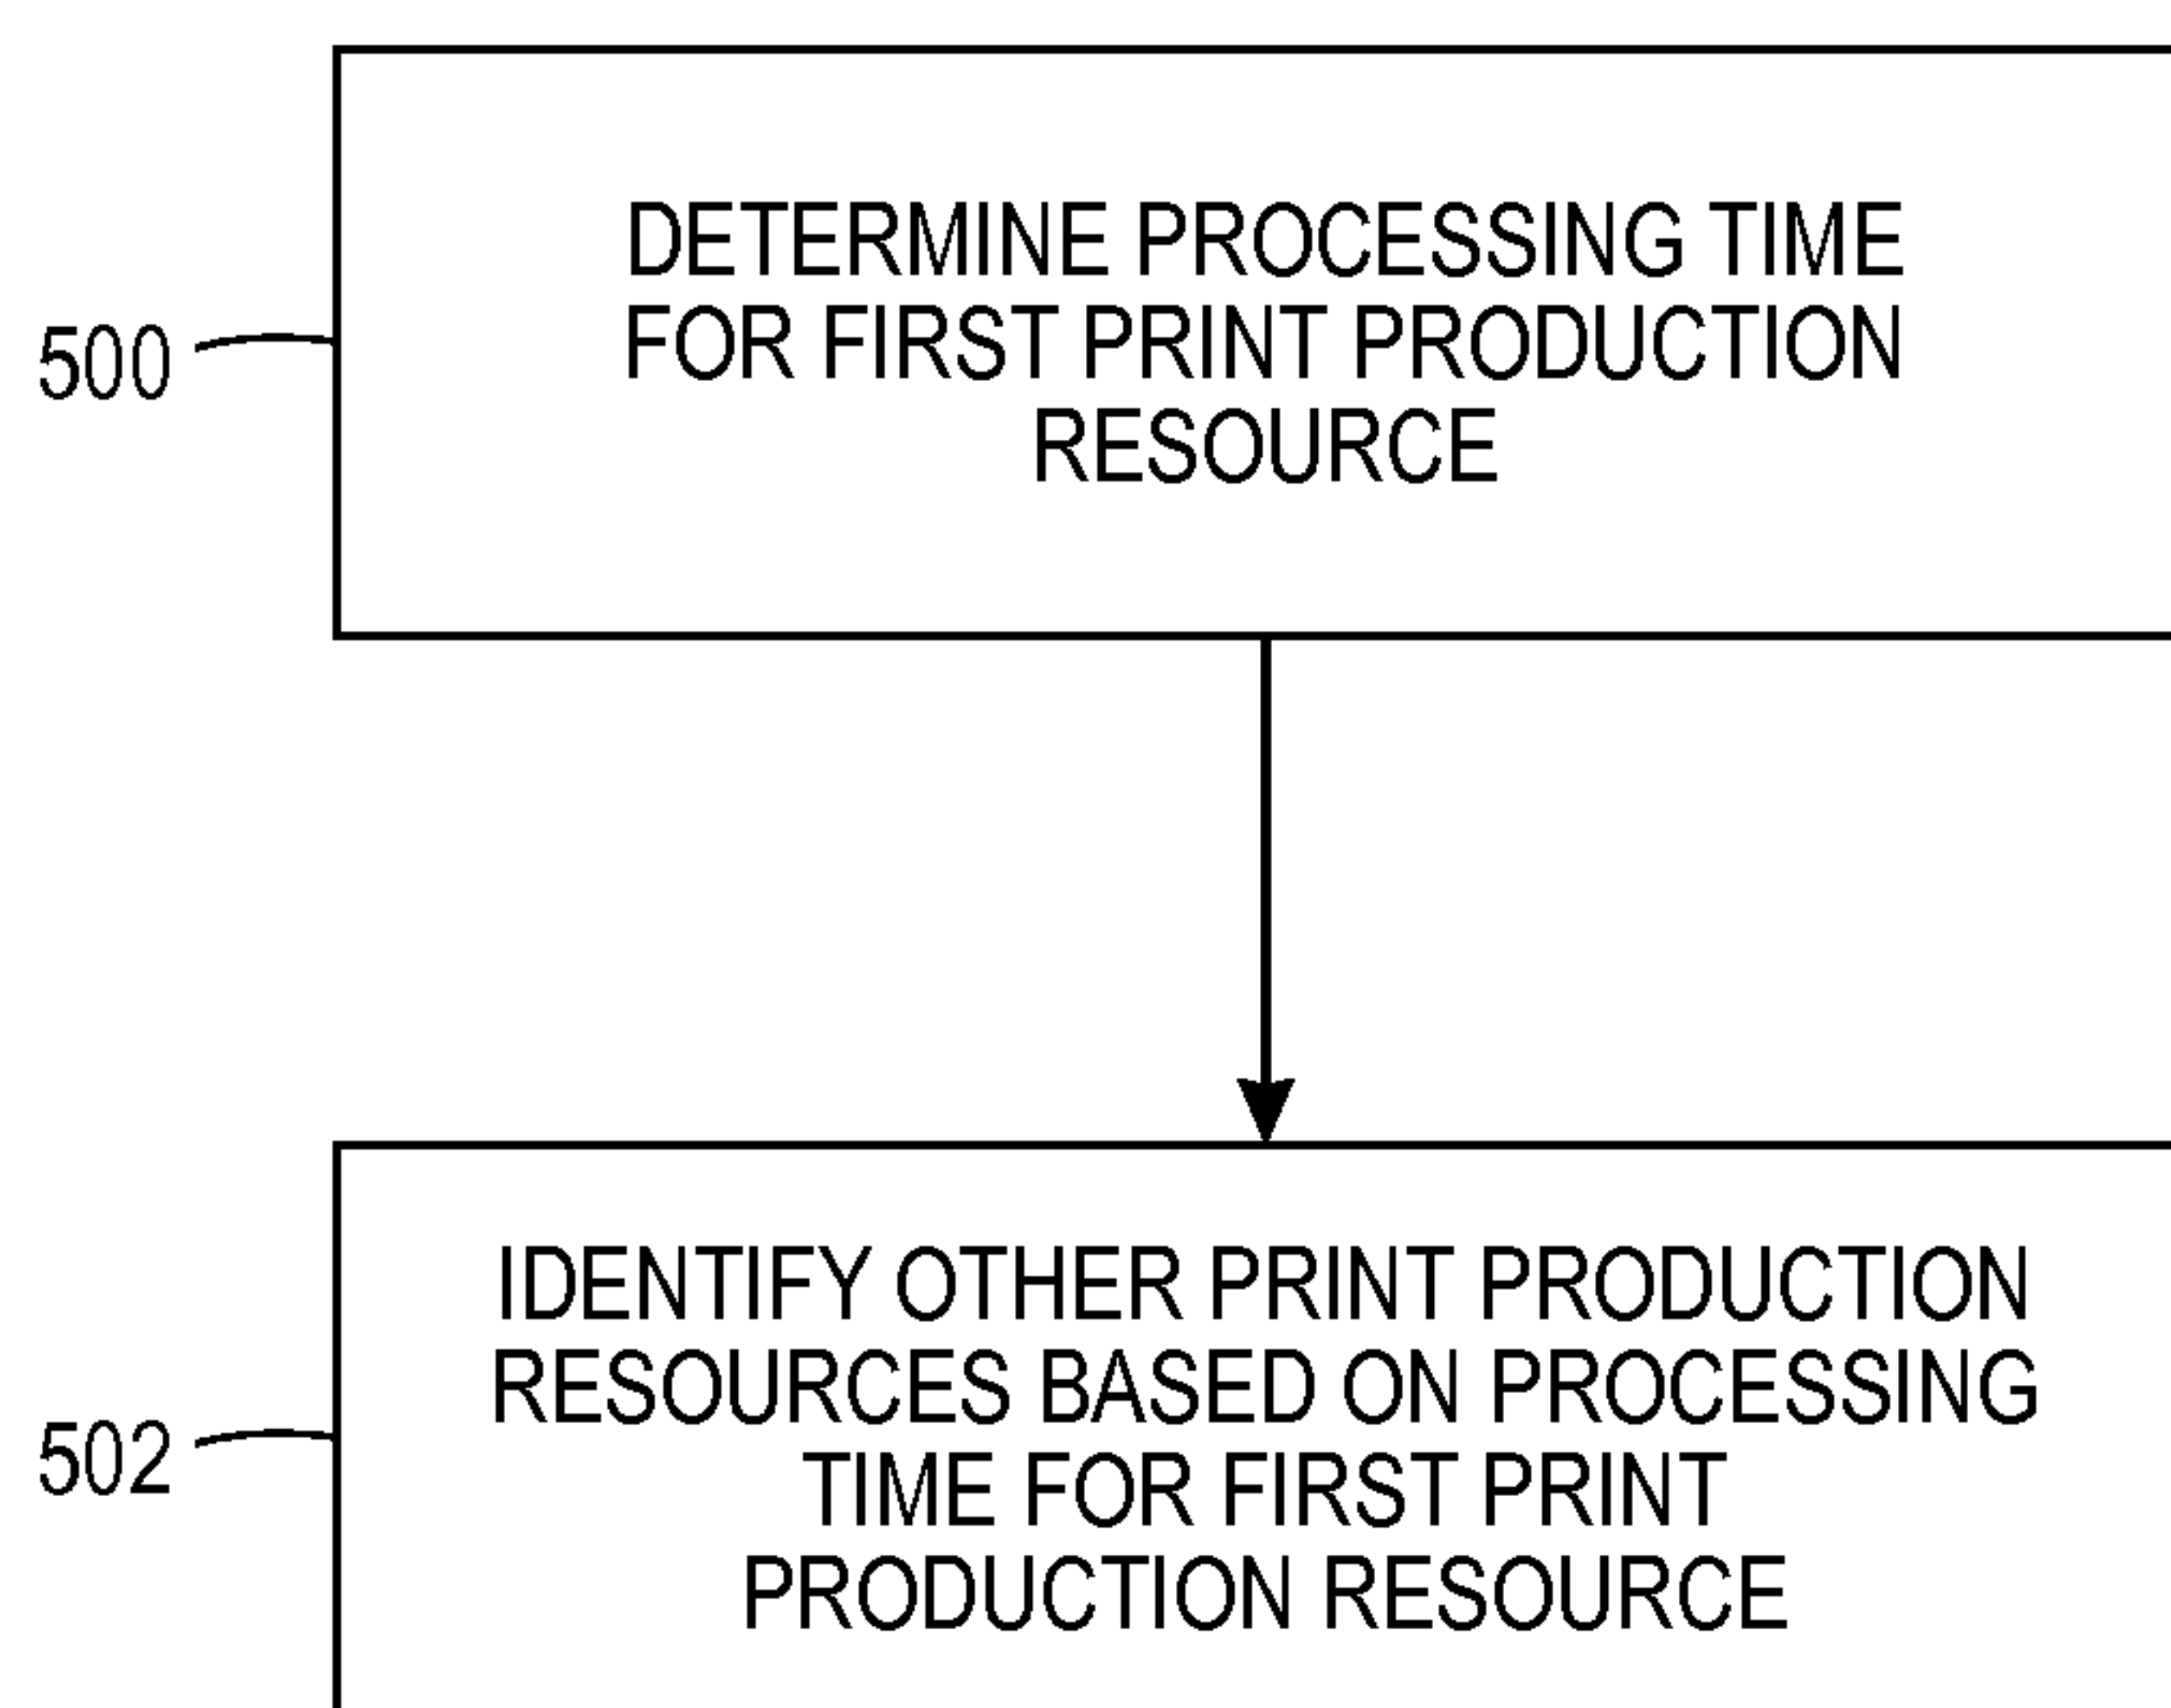 DETERMINE PROCESSING TIME
FOR FIRST PRINT PRODUCTION
RESOURCE
500
IDENTIFY OTHER PRINT PRODUCTION
RESOURCES BASED ON PROCESSING
TIME FOR FIRST PRINT
PRODUCTION RESOURCE
502